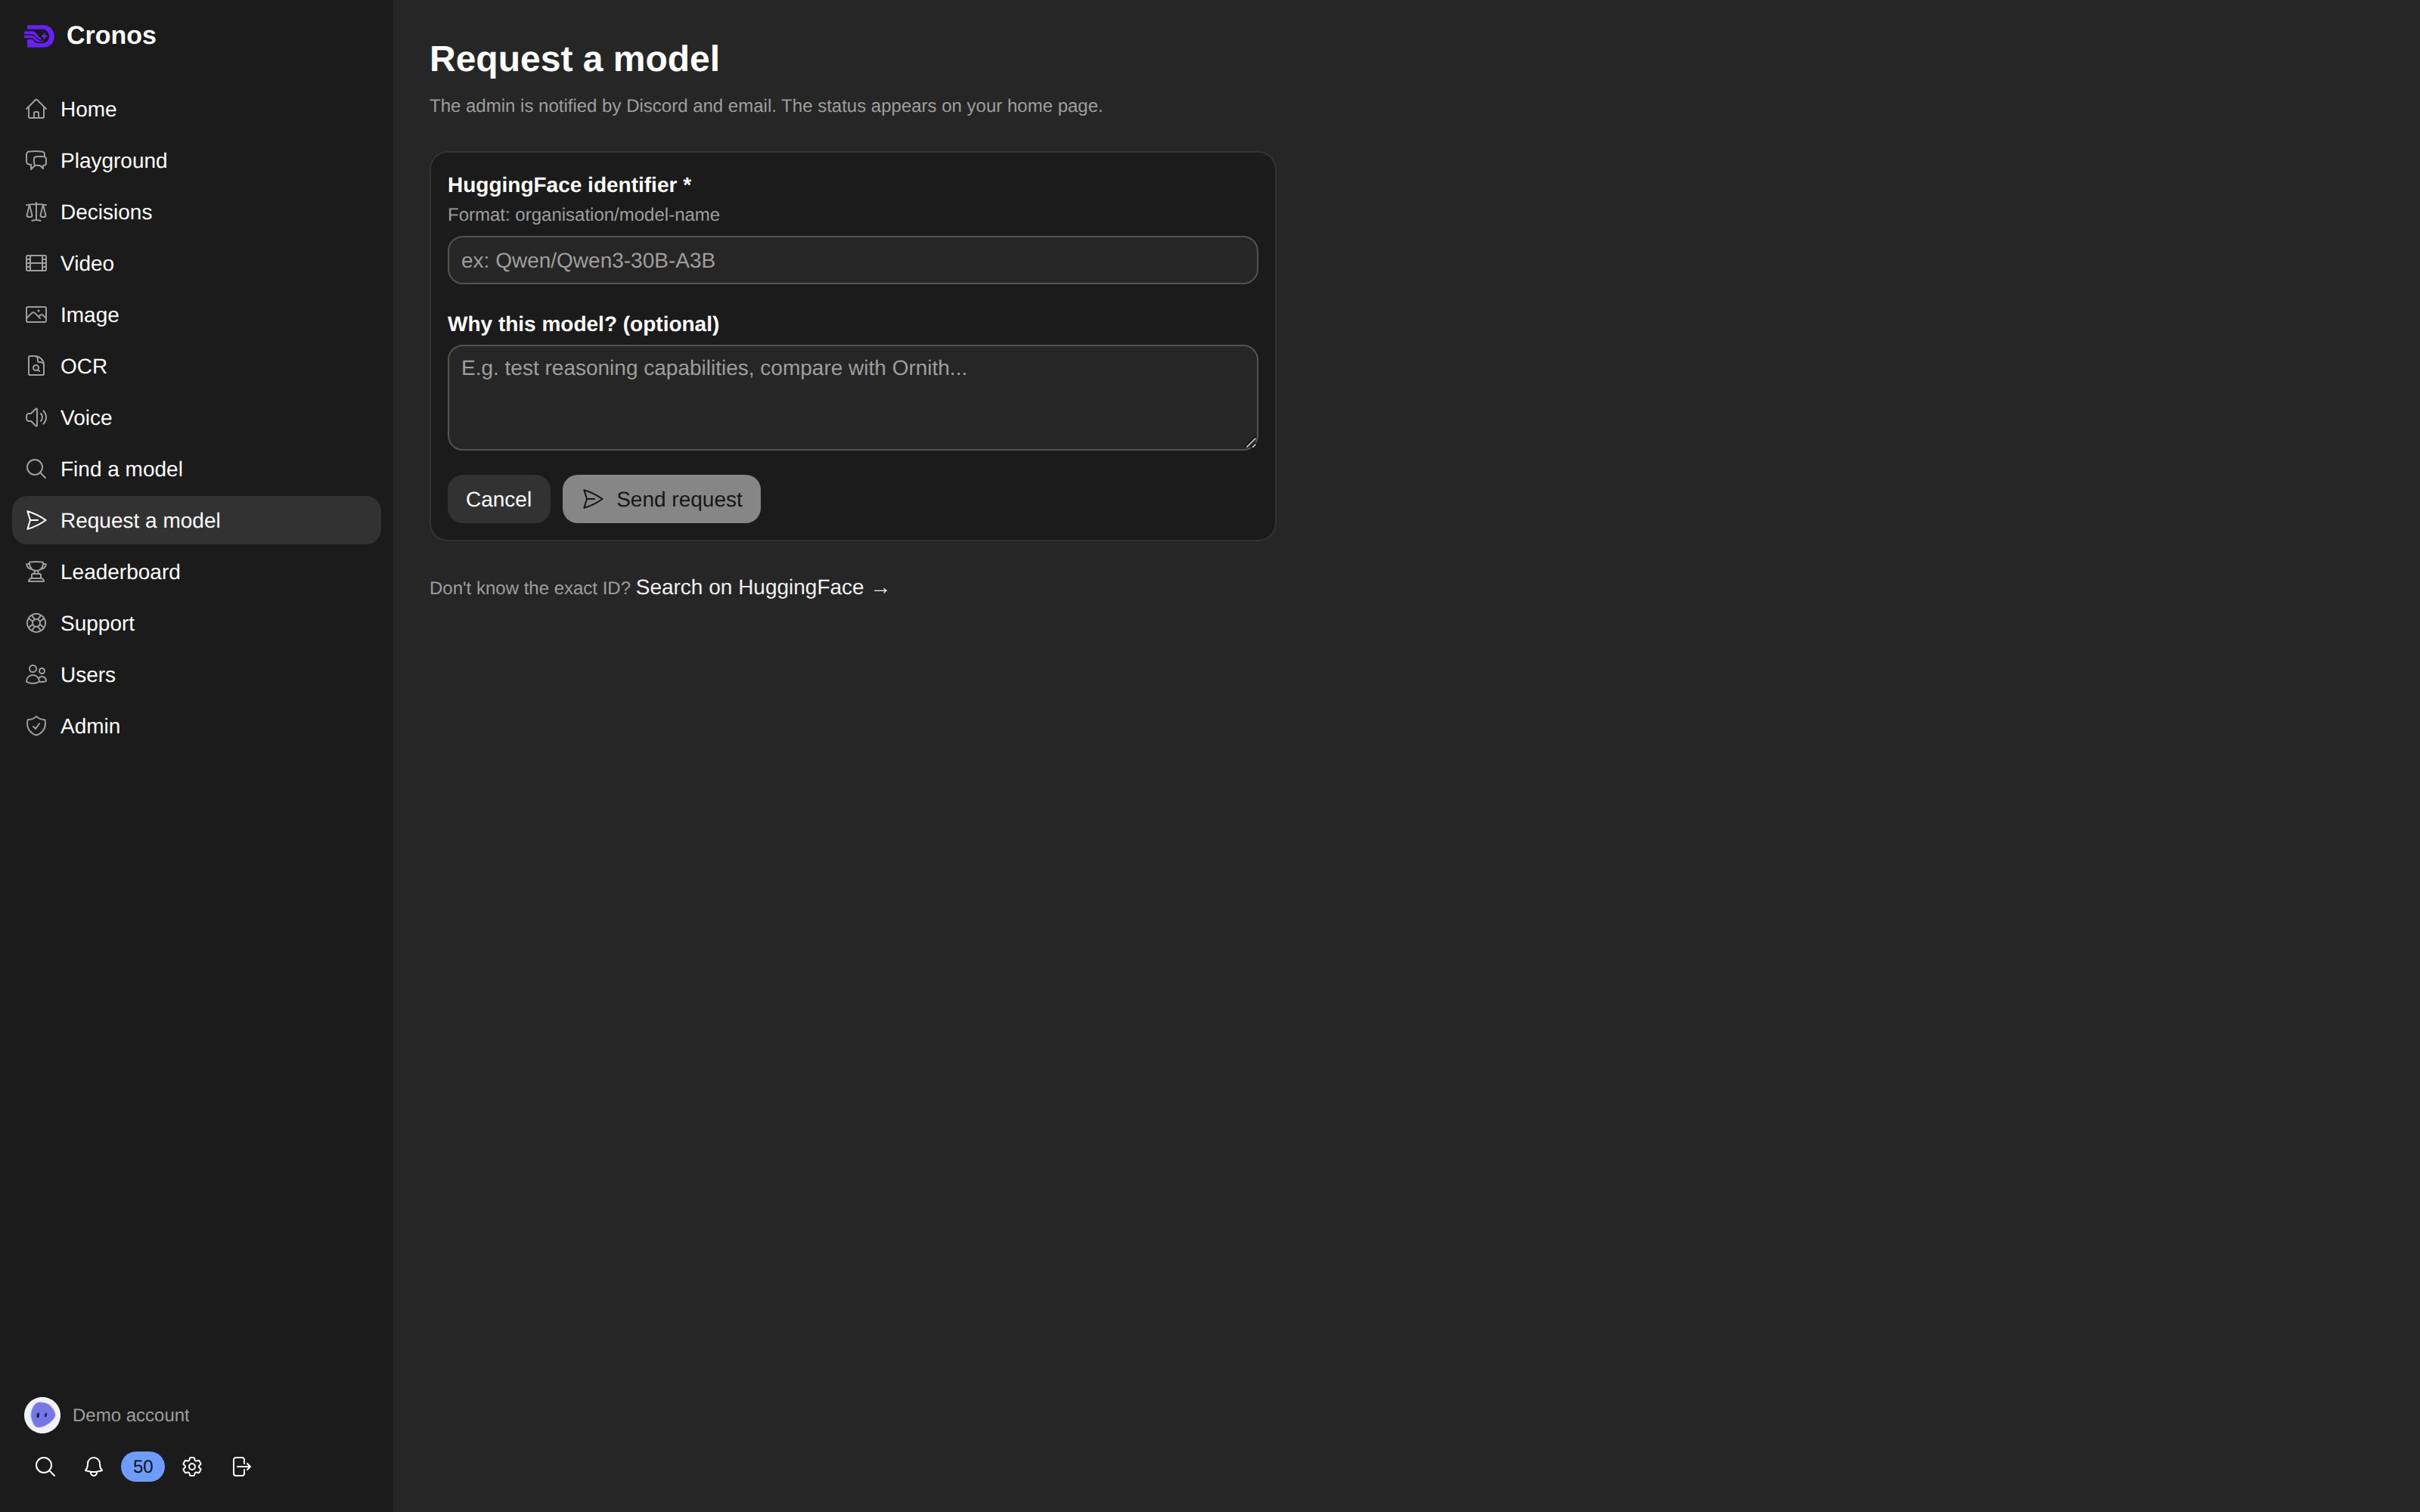 Cronos
Home
Playground
Decisions
Video
Image
OCR
Voice
Find a model
Request a model
Leaderboard
Support
Users
Admin
Demo account
50
Request a model
The admin is notified by Discord and email. The status appears on your home page.
HuggingFace identifier *
Format: organisation/model-name
ex: Qwen/Qwen3-30B-A3B
Why this model? (optional)
E.g. test reasoning capabilities, compare with Ornith...
Cancel
Send request
Don't know the exact ID? Search on HuggingFace →